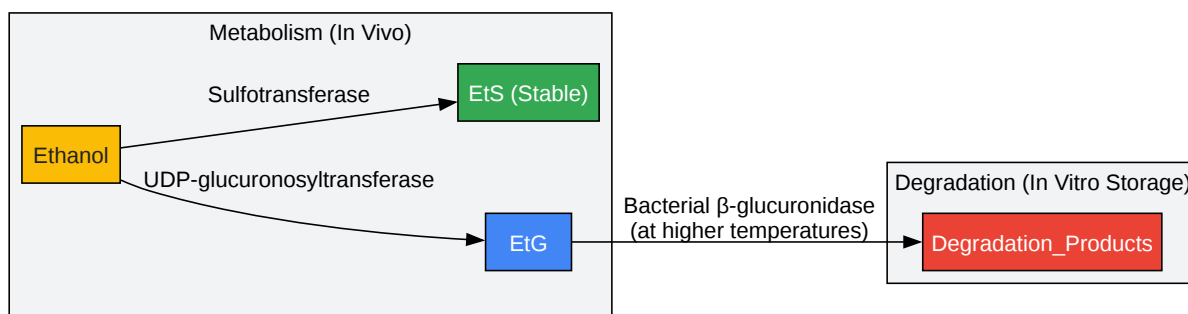 Metabolism (In Vivo)
Sulfotransferase
EtS (Stable)
Ethanol
UDP-glucuronosyltransferase
EtG
Bacterial β-glucuronidase
(at higher temperatures)
Degradation (In Vitro Storage)
Degradation_Products